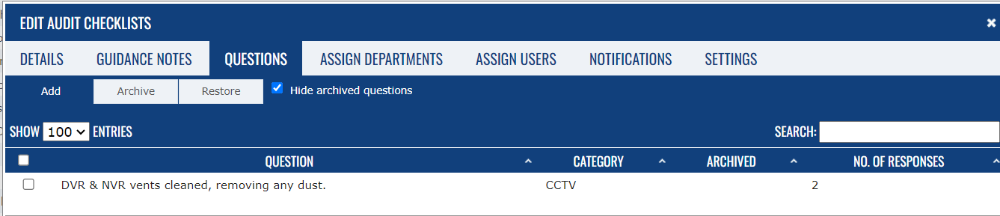 EDIT AUDIT CHECKLISTS
DETAILS GUIDANCE NOTES QUESTIONS ASSIGN DEPARTMENTS ASSIGN USERS NOTIFICATIONS SETTINGS
Add Archive Restore Hide archived questions
SHOW 100 ENTRIES SEARCH:
QUESTION CATEGORY ARCHIVED NO. OF RESPONSES
DVR & NVR vents cleaned, removing any dust. CCTV 2